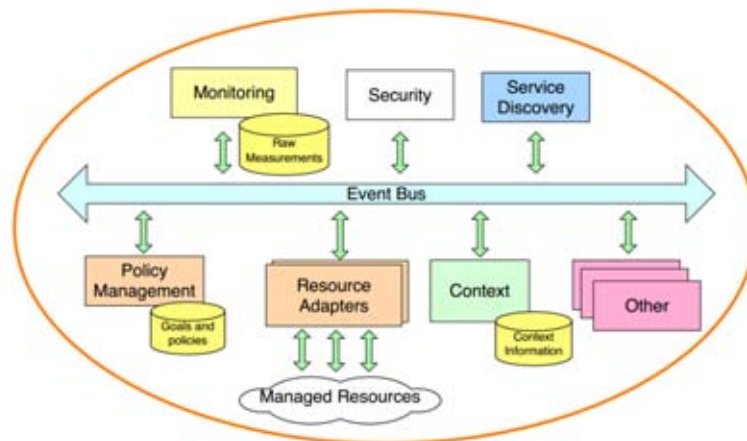 Monitoring
Raw
Measurements
Security
Service
Discovery
Event Bus
Policy
Management
Goals and
policies
Resource
Adapters
Managed Resources
Context
Context
Information
Other